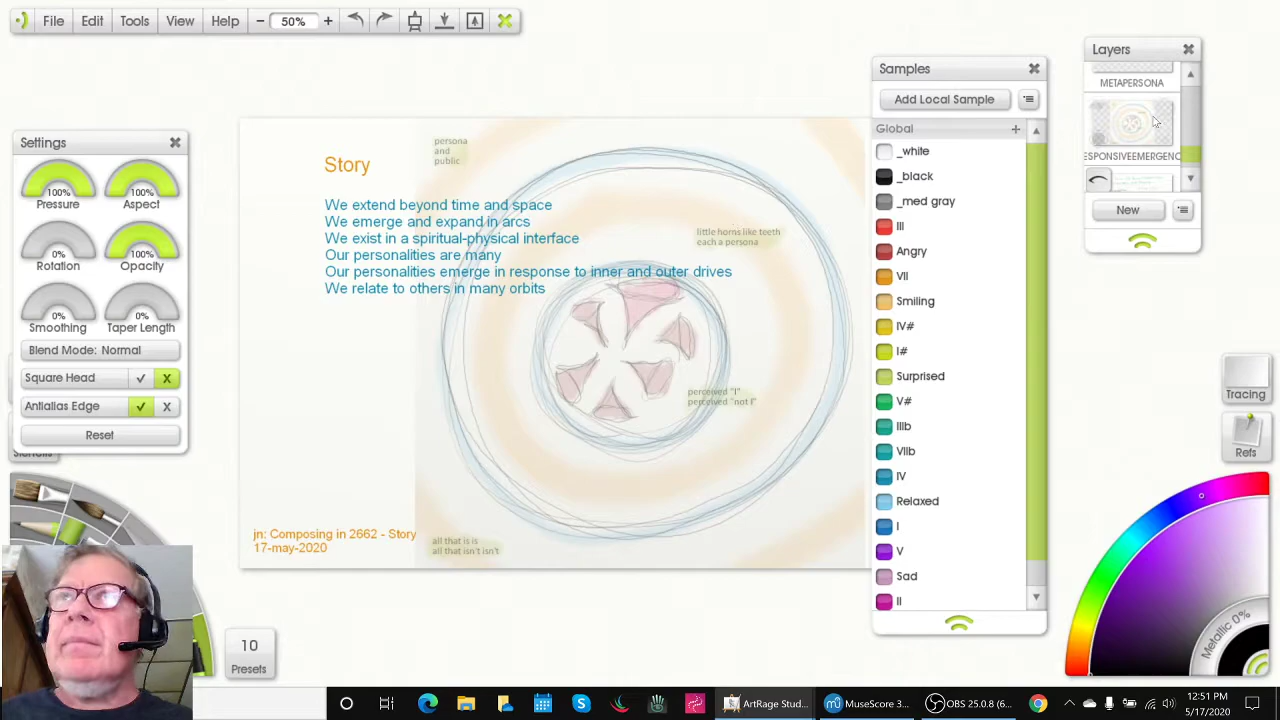 File Edit Tools View Help 50%
Layers
METAPERSONA
ESPONSIVEEMERGENC
New
Samples
Add Local Sample
Global
_white
_black
_med gray
III
Angry
VII
Smiling
IV#
I#
Surprised
V#
IIIb
VIIb
IV
Relaxed
I
V
Sad
II
Settings
100% 100%
Pressure Aspect
0% 100%
Rotation Opacity
0% 0%
Smoothing Taper Length
Blend Mode: Normal
Square Head
Antialias Edge
Reset
Stencils
persona
and
public
Story
We extend beyond time and space
We emerge and expand in arcs
We exist in a spiritual-physical interface
Our personalities are many
Our personalities emerge in response to inner and outer drives
We relate to others in many orbits
little horns like teeth
each a persona
perceived "I"
perceived "not I"
jn: Composing in 2662 - Story
17-may-2020
all that is is
all that isn't isn't
Tracing
Refs
Metallic 0%
10
Presets
ArtRage Stud...
MuseScore 3...
OBS 25.0.8 (6...
12:51 PM
5/17/2020